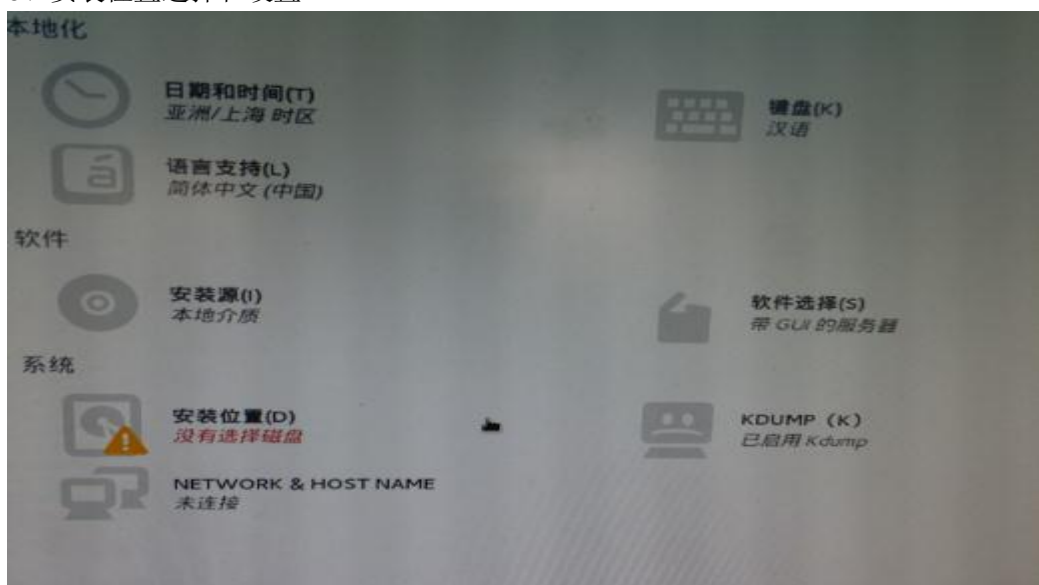 本地化
日期和时间(T)
亚洲/上海 时区
键盘(K)
汉语
语言支持(L)
简体中文 (中国)
软件
安装源(I)
本地介质
软件选择(S)
带 GUI 的服务器
系统
安装位置(D)
没有选择磁盘
KDUMP（K）
已启用 Kdump
NETWORK & HOST NAME
未连接